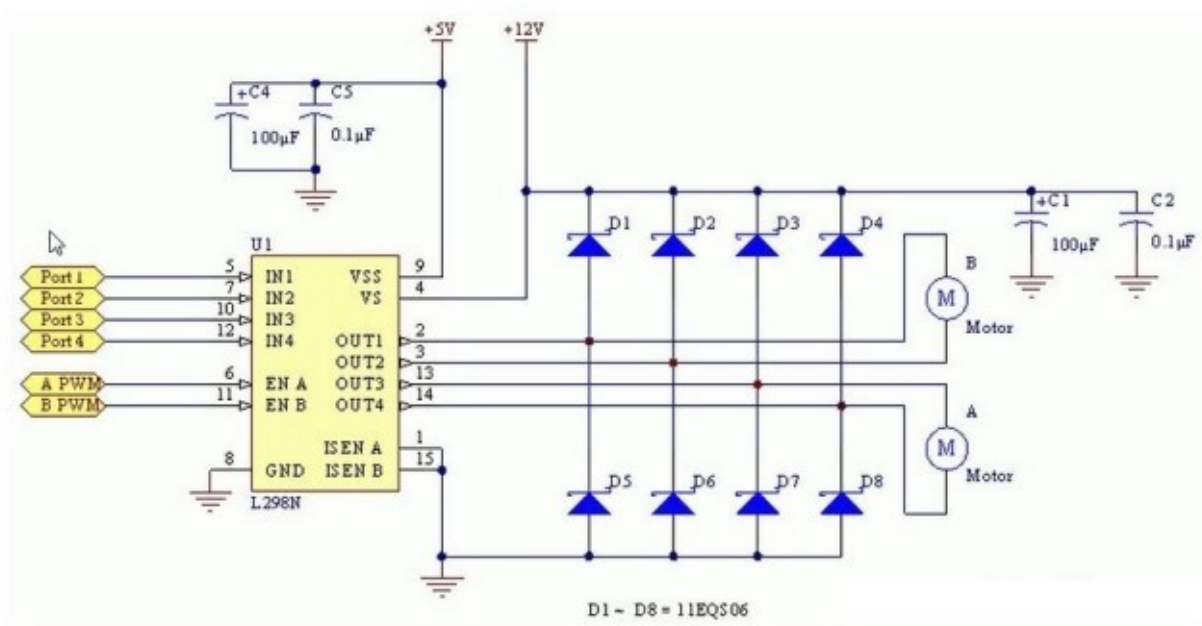 +5V
+12V
+C4
C5
100µF
0.1µF
D1
D2
D3
D4
+C1
C2
100µF
0.1µF
U1
Port 1
5
IN1
VSS
9
Port 2
7
IN2
VS
4
Port 3
10
IN3
Port 4
12
IN4
OUT1
2
OUT2
3
A PWM
6
EN A
OUT3
13
B PWM
11
EN B
OUT4
14
ISEN A
1
8
GND
ISEN B
15
L298N
B
M
Motor
A
M
Motor
D5
D6
D7
D8
D1 ~ D8 = 11EQS06